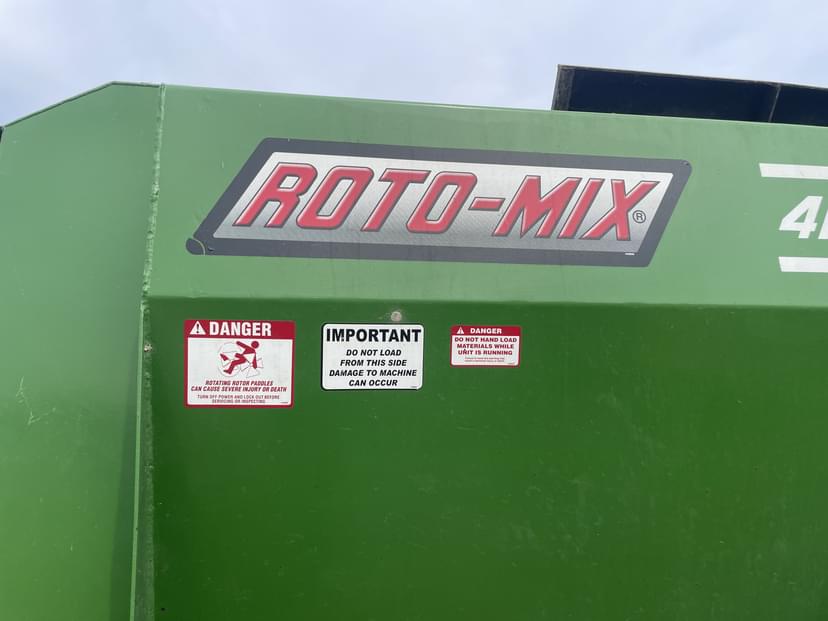 ROTO-MIX®
DANGER
ROTATING ROTOR PADDLES
CAN CAUSE SEVERE INJURY OR DEATH
TURN OFF POWER AND LOCK OUT BEFORE
SERVICING OR INSPECTING.
IMPORTANT
DO NOT LOAD
FROM THIS SIDE
DAMAGE TO MACHINE
CAN OCCUR
DANGER
DO NOT HAND LOAD
MATERIALS WHILE
UNIT IS RUNNING
4